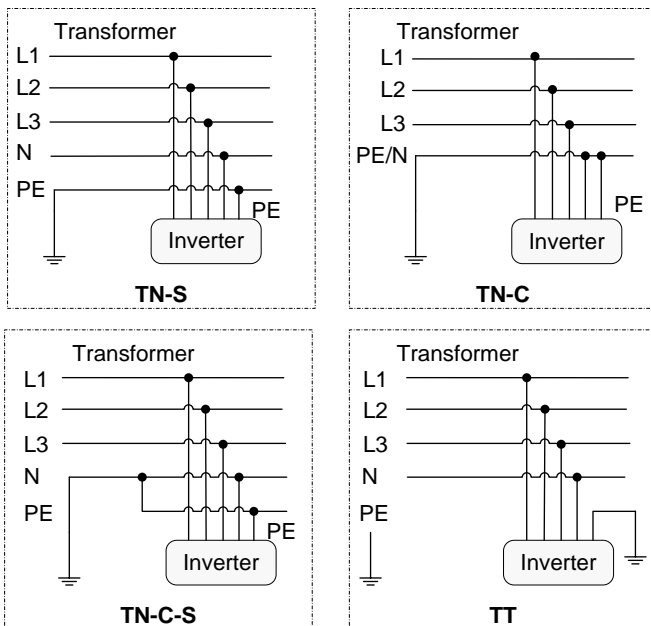 Transformer
L1
L2
L3
N
PE
PE
Inverter
TN-S
Transformer
L1
L2
L3
PE/N
PE
Inverter
TN-C
Transformer
L1
L2
L3
N
PE
PE
Inverter
TN-C-S
Transformer
L1
L2
L3
N
PE
Inverter
TT